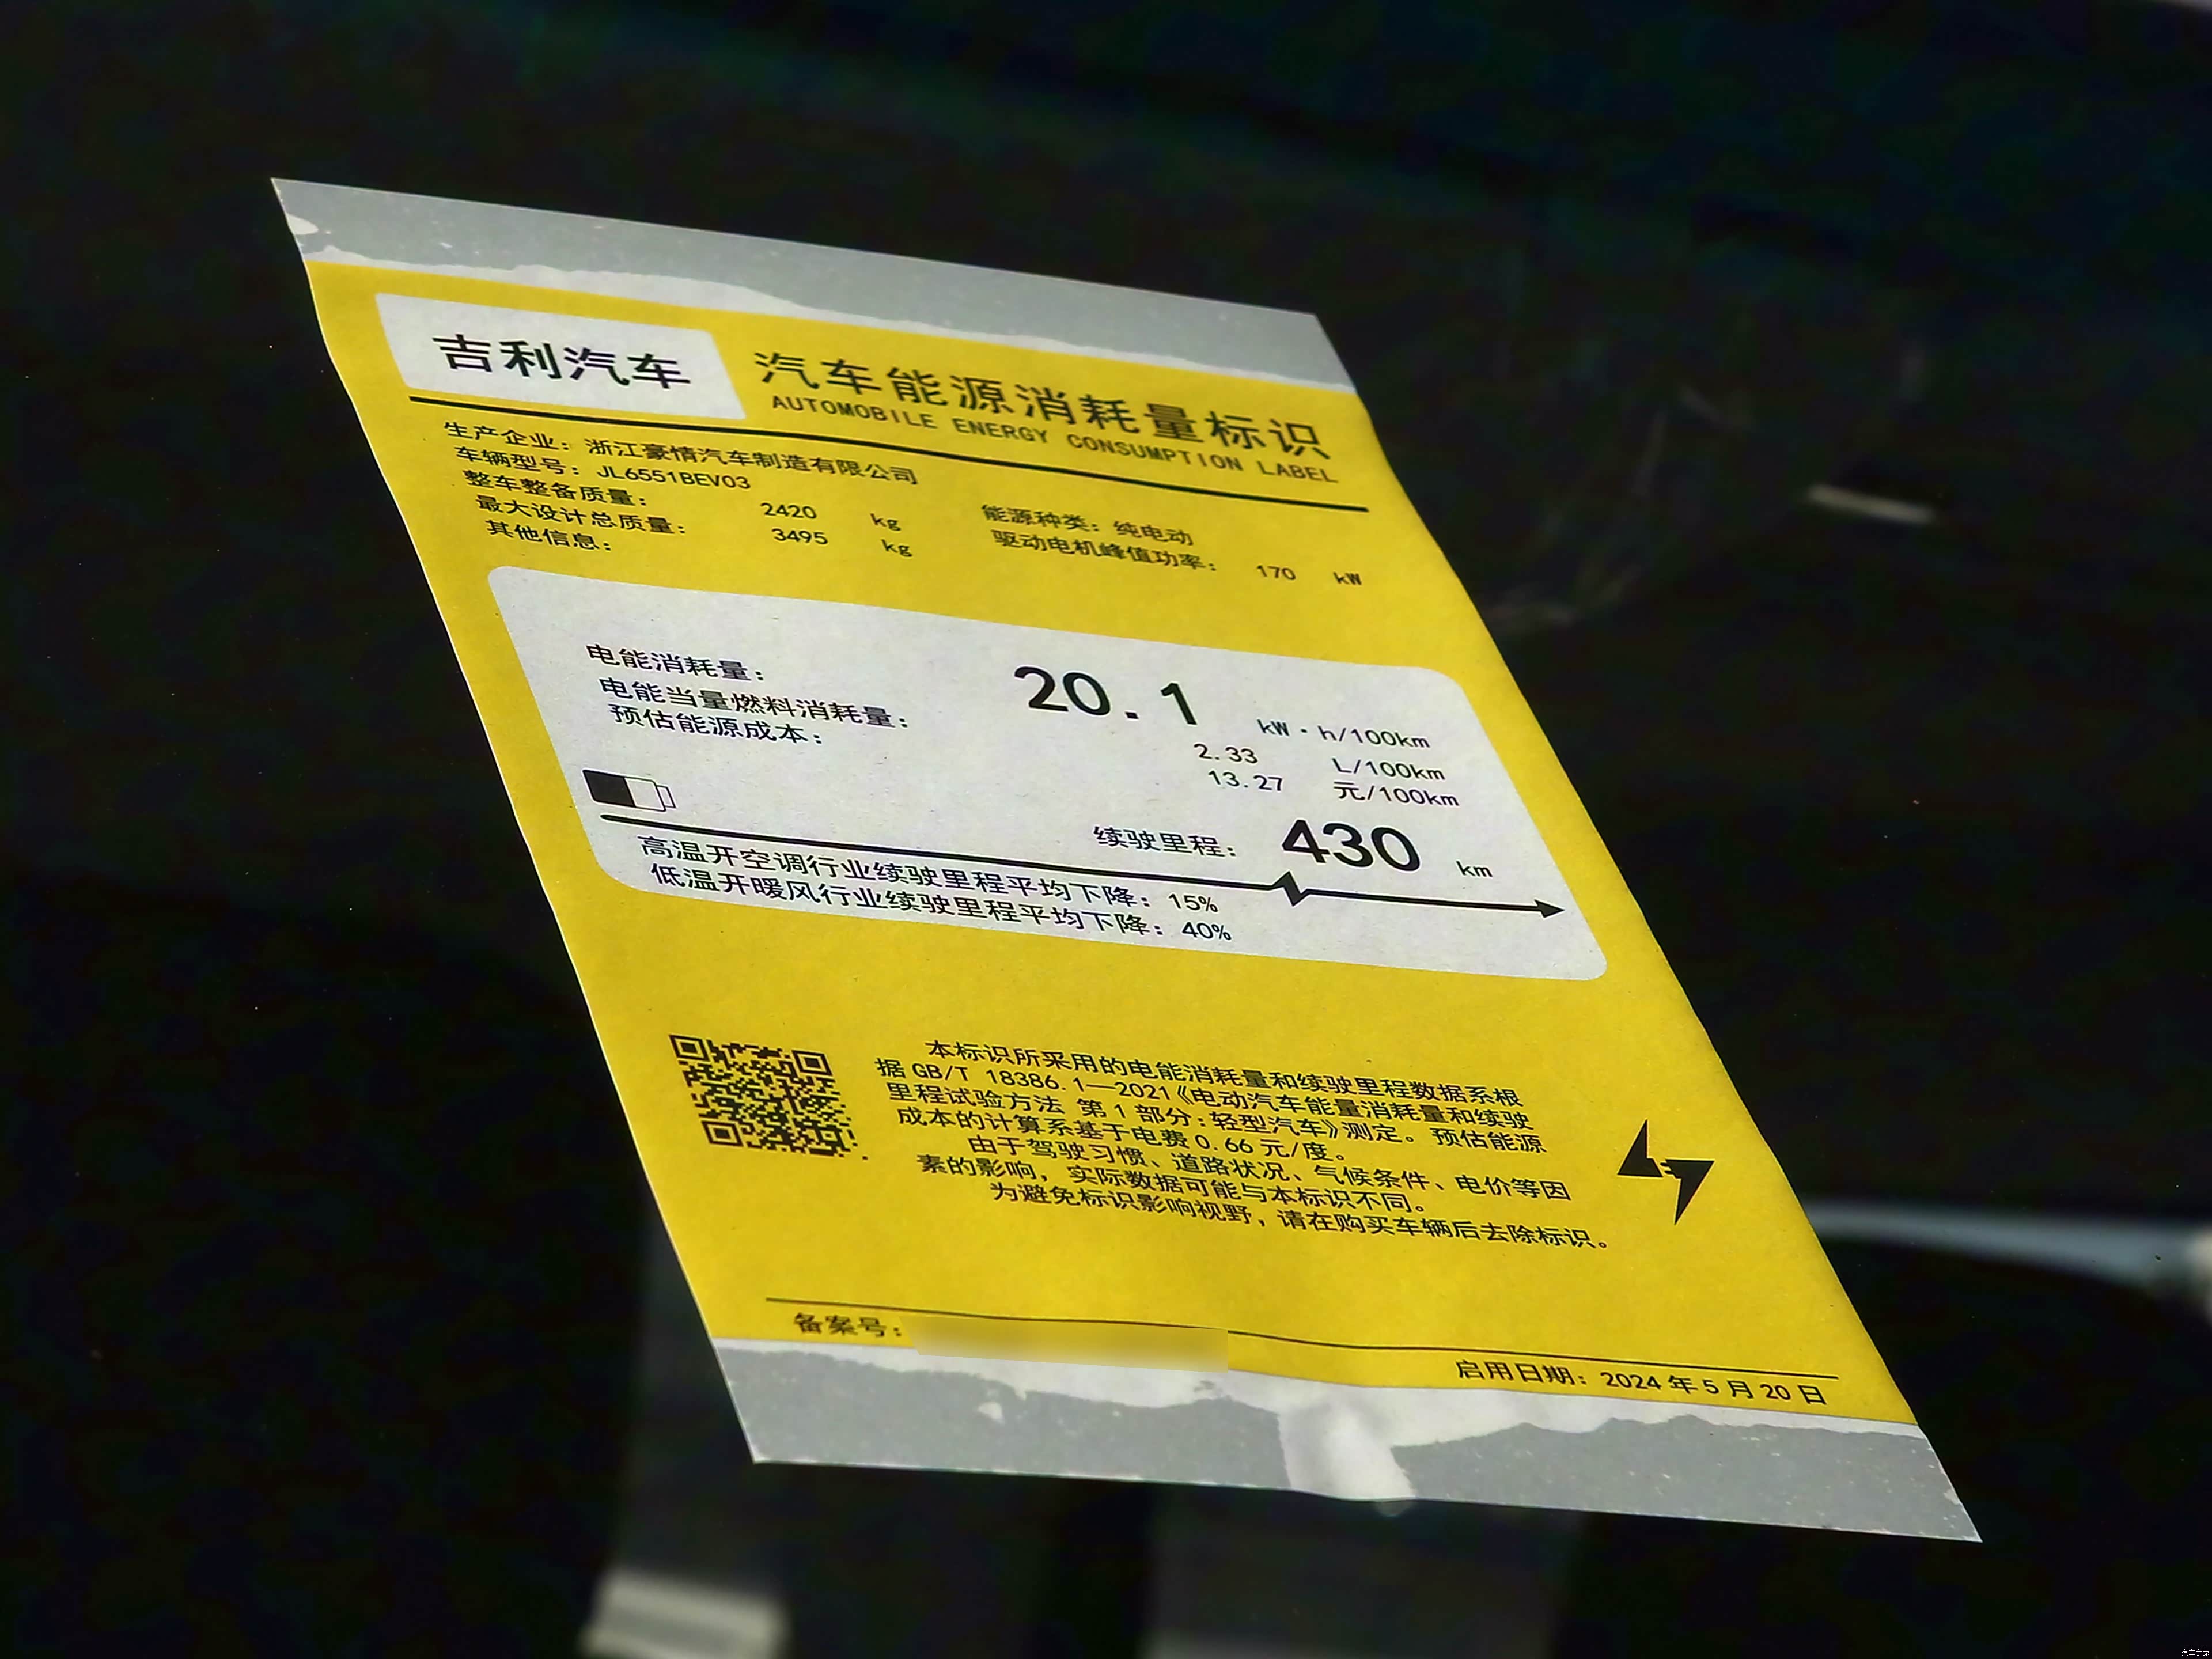 吉利汽车
汽车能源消耗量标识
AUTOMOBILE ENERGY CONSUMPTION LABEL
生产企业：浙江豪情汽车制造有限公司
车辆型号：JL6551BEV03
整车整备质量： 2420 kg 能源种类：纯电动
最大设计总质量： 3495 kg 驱动电机峰值功率： 170 kW
其他信息：
电能消耗量： 20.1 kW·h/100km
电能当量燃料消耗量： 2.33 L/100km
预估能源成本： 13.27 元/100km
续驶里程： 430 km
高温开空调行业续驶里程平均下降：15%
低温开暖风行业续驶里程平均下降：40%
本标识所采用的电能消耗量和续驶里程数据系根
据 GB/T 18386.1—2021《电动汽车能量消耗量和续驶
里程试验方法 第 1 部分：轻型汽车》测定。预估能源
成本的计算系基于电费 0.66 元/度。
由于驾驶习惯、道路状况、气候条件、电价等因
素的影响，实际数据可能与本标识不同。
为避免标识影响视野，请在购买车辆后去除标识。
备案号：
启用日期：2024 年 5 月 20 日
汽车之家